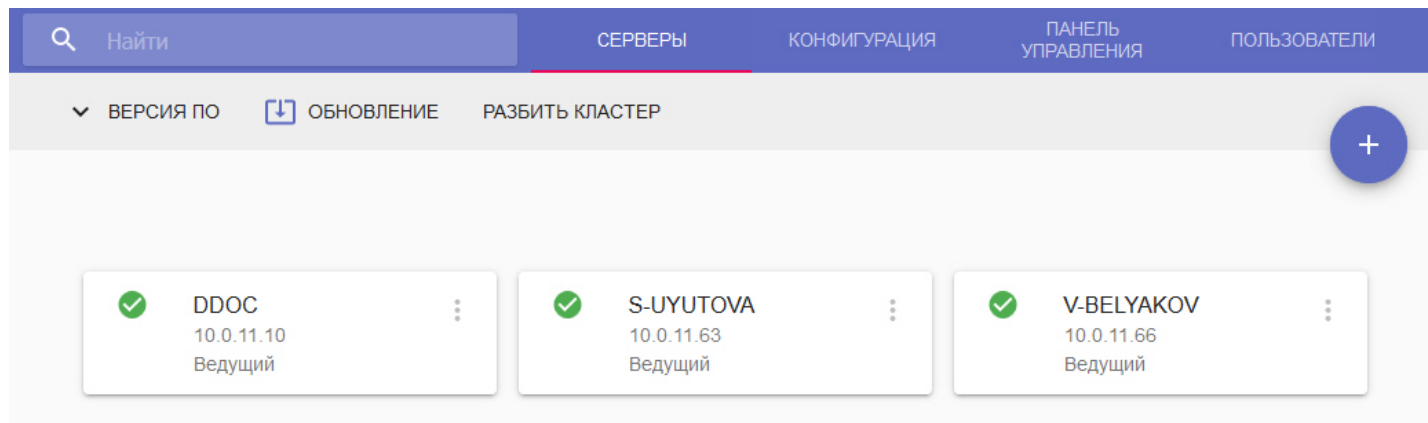 Найти
СЕРВЕРЫ
КОНФИГУРАЦИЯ
ПАНЕЛЬ
УПРАВЛЕНИЯ
ПОЛЬЗОВАТЕЛИ
ВЕРСИЯ ПО
ОБНОВЛЕНИЕ
РАЗБИТЬ КЛАСТЕР
DDOC
10.0.11.10
Ведущий
S-UYUTOVA
10.0.11.63
Ведущий
V-BELYAKOV
10.0.11.66
Ведущий